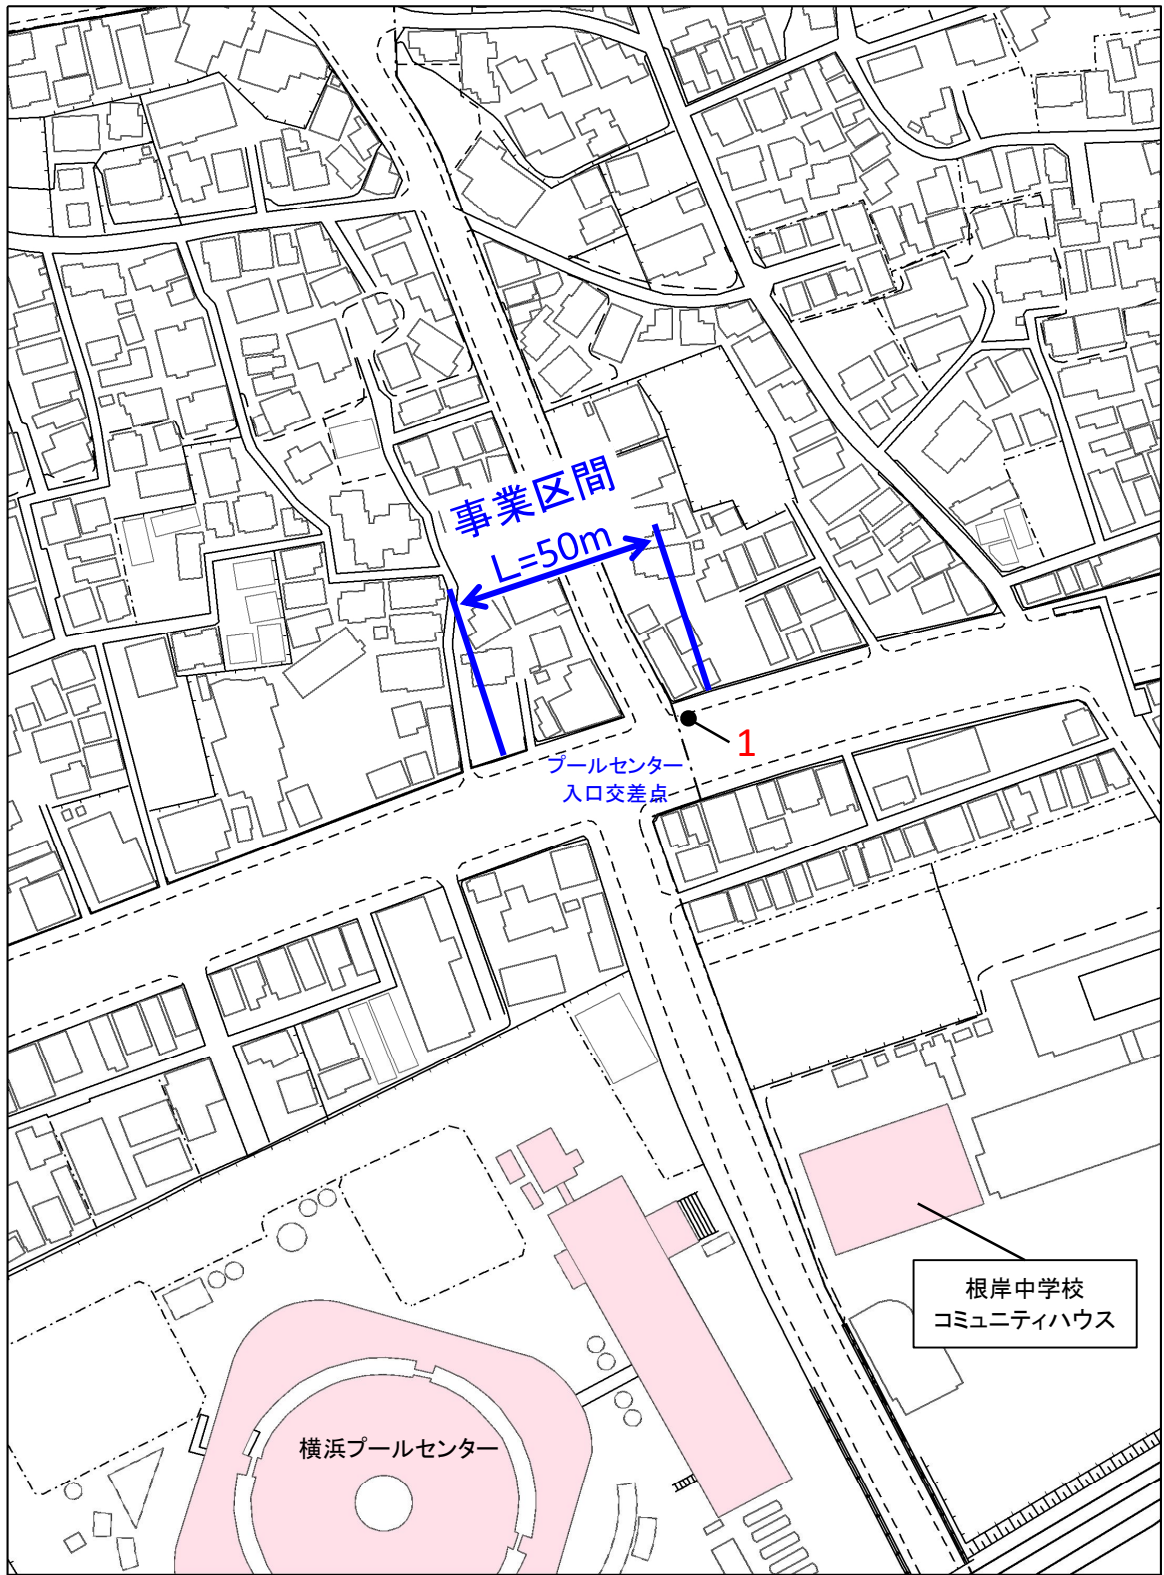 事業区間
L=50m
1
プールセンター
入口交差点
根岸中学校
コミュニティハウス
横浜プールセンター